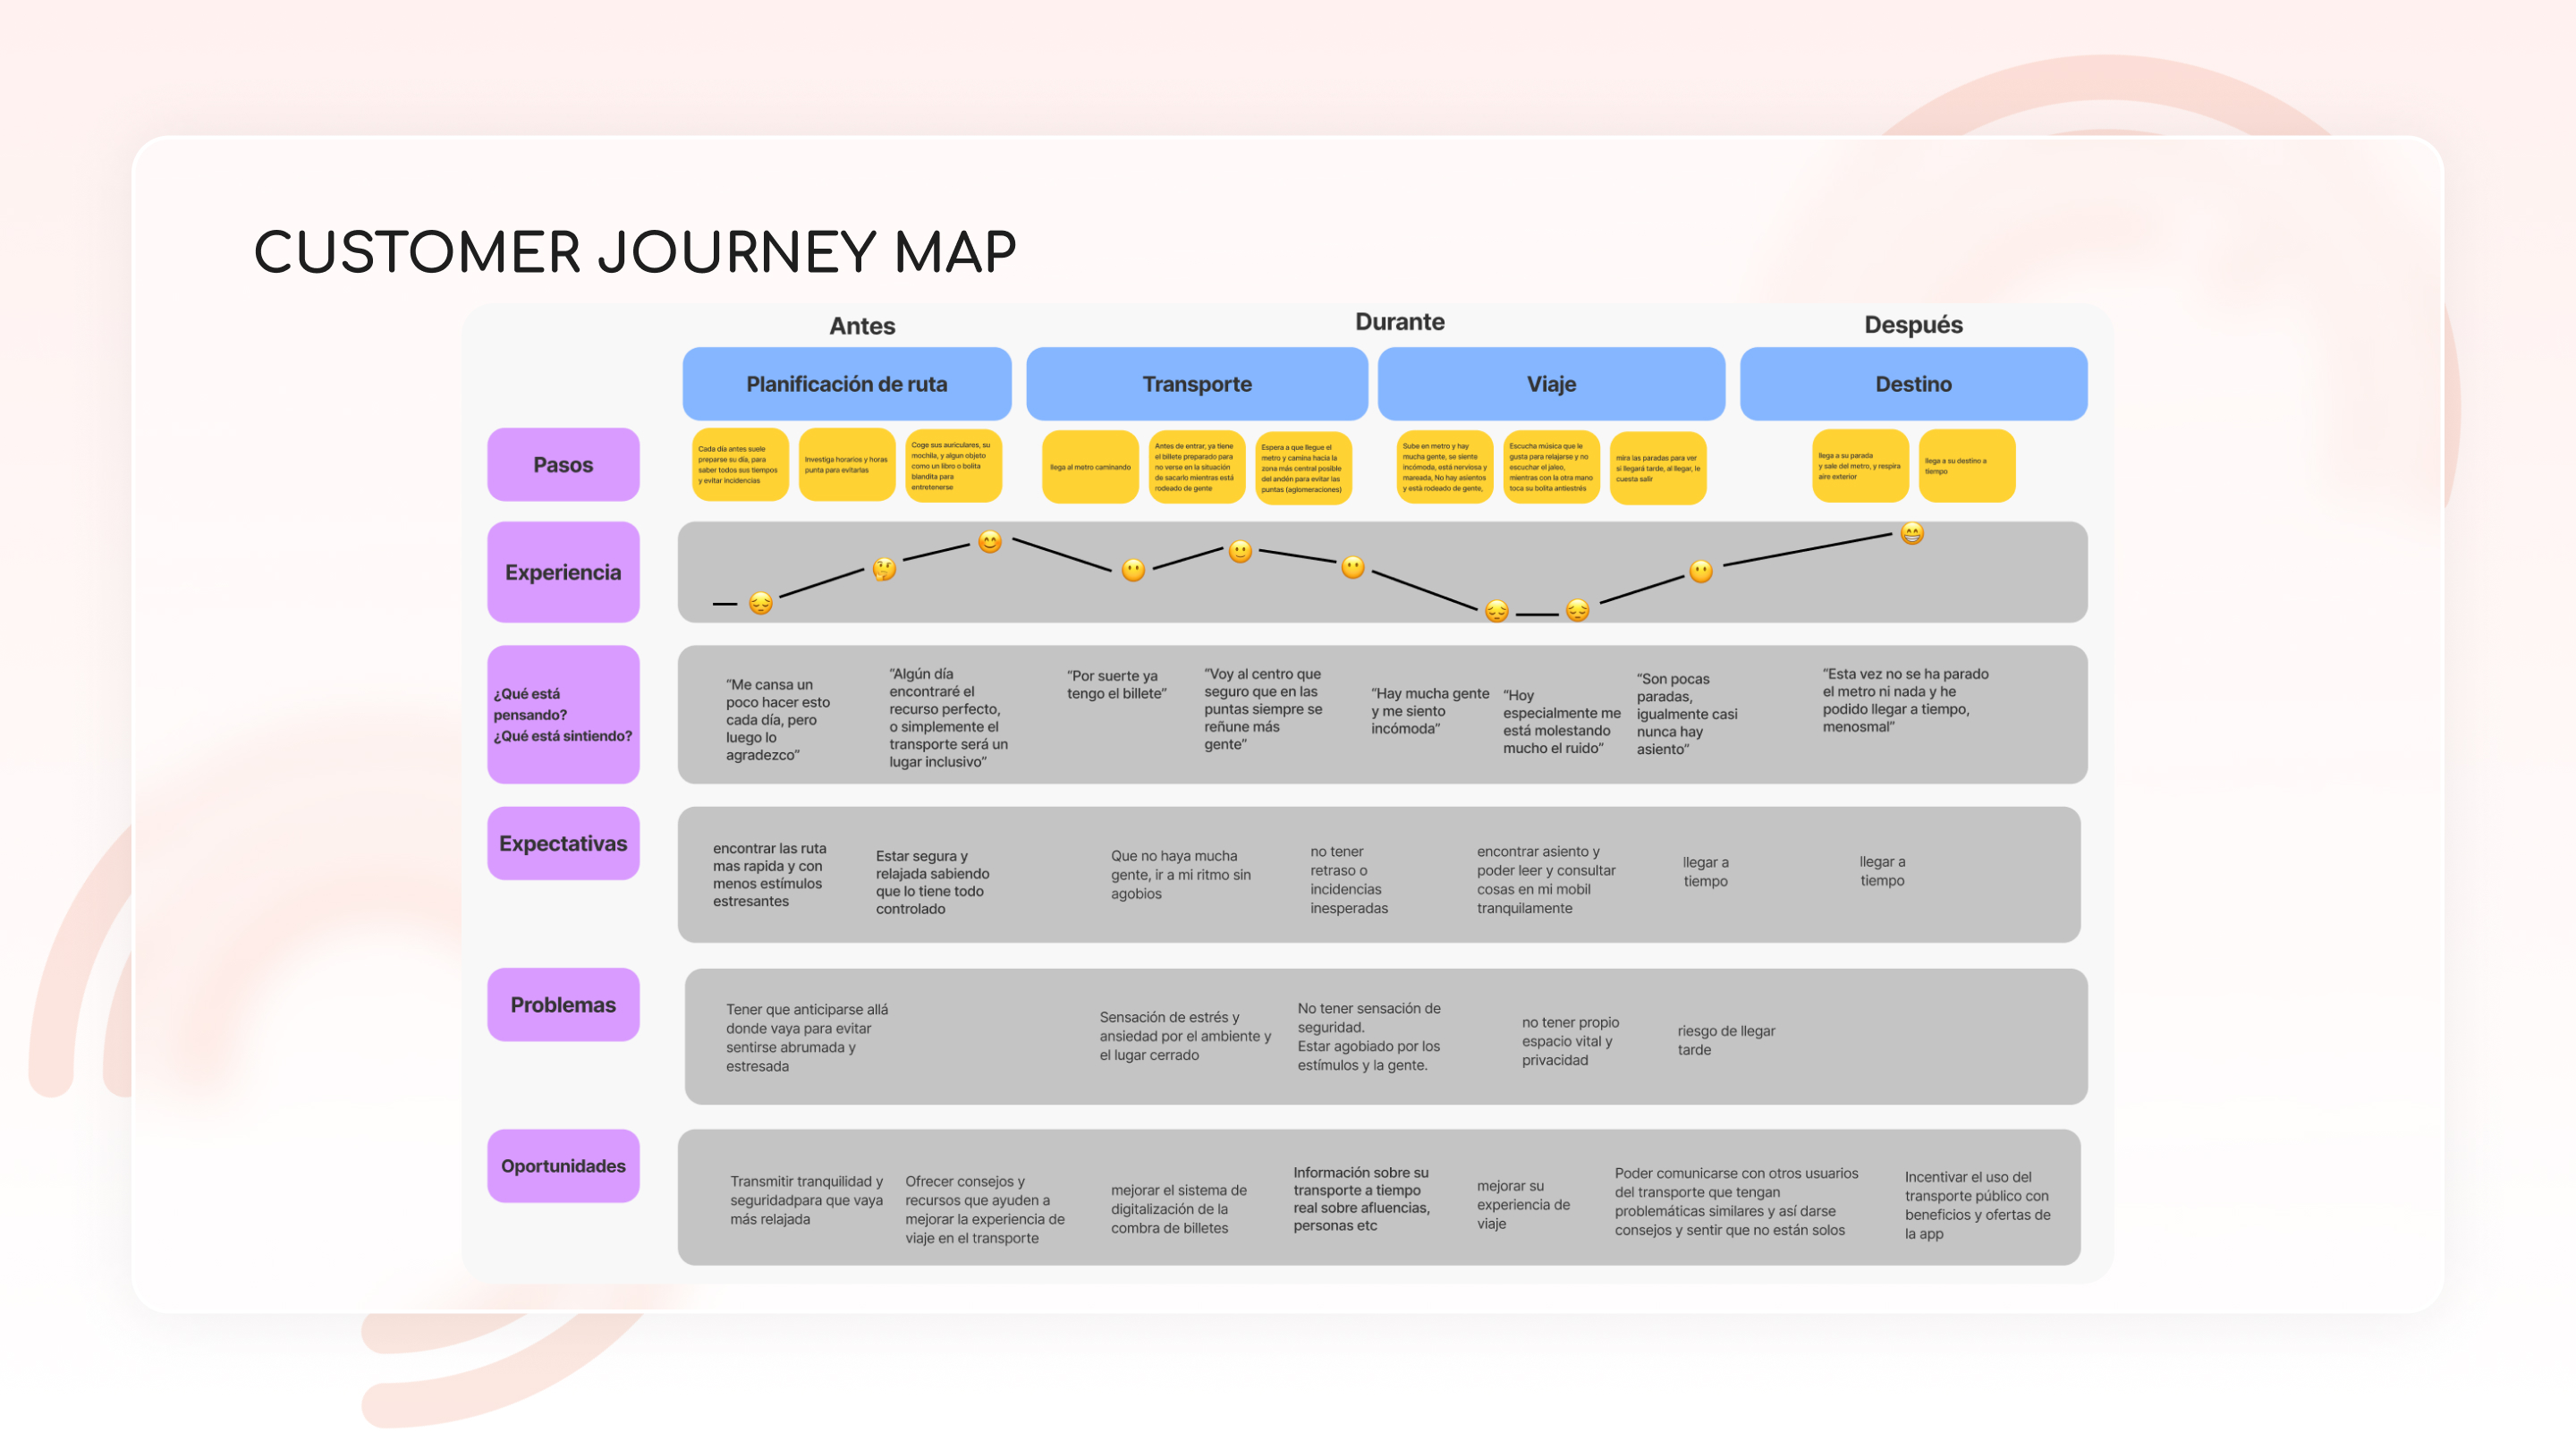 CUSTOMER JOURNEY MAP
Antes
Durante
Después
Planificación de ruta
Transporte
Viaje
Destino
Pasos
Cada día antes suele
preparse su día, para
saber todos sus tiempos
y evitar incidencias
Investiga horarios y horas
punta para evitarlas
Coge sus auriculares, su
mochila, y algun objeto
como un libro o bolita
blandita para
entretenerse
llega al metro caminando
Antes de entrar, ya tiene
el billete preparado para
no verse en la situación
de sacarlo mientras está
rodeado de gente
Espera a que llegue el
metro y camina hacia la
zona más central posible
del andén para evitar las
puntas (aglomeraciones)
Sube en metro y hay
mucha gente, se siente
incómoda, está nerviosa y
mareada, No hay asientos
y está rodeado de gente,
Escucha música que le
gusta para relajarse y no
escuchar el jaleo,
mientras con la otra mano
toca su bolita antiestrés
mira las paradas para ver
si llegará tarde, al llegar, le
cuesta salir
llega a su parada
y sale del metro, y respira
aire exterior
llega a su destino a
tiempo
Experiencia
¿Qué está
pensando?
¿Qué está sintiendo?
“Me cansa un
poco hacer esto
cada día, pero
luego lo
agradezco”
“Algún día
encontraré el
recurso perfecto,
o simplemente el
transporte será un
lugar inclusivo”
“Por suerte ya
tengo el billete”
“Voy al centro que
seguro que en las
puntas siempre se
reñune más
gente”
“Hay mucha gente
y me siento
incómoda”
“Hoy
especialmente me
está molestando
mucho el ruido”
“Son pocas
paradas,
igualmente casi
nunca hay
asiento”
“Esta vez no se ha parado
el metro ni nada y he
podido llegar a tiempo,
menosmal”
Expectativas
encontrar las ruta
mas rapida y con
menos estímulos
estresantes
Estar segura y
relajada sabiendo
que lo tiene todo
controlado
Que no haya mucha
gente, ir a mi ritmo sin
agobios
no tener
retraso o
incidencias
inesperadas
encontrar asiento y
poder leer y consultar
cosas en mi mobil
tranquilamente
llegar a
tiempo
llegar a
tiempo
Problemas
Tener que anticiparse allá
donde vaya para evitar
sentirse abrumada y
estresada
Sensación de estrés y
ansiedad por el ambiente y
el lugar cerrado
No tener sensación de
seguridad.
Estar agobiado por los
estímulos y la gente.
no tener propio
espacio vital y
privacidad
riesgo de llegar
tarde
Oportunidades
Transmitir tranquilidad y
seguridadpara que vaya
más relajada
Ofrecer consejos y
recursos que ayuden a
mejorar la experiencia de
viaje en el transporte
mejorar el sistema de
digitalización de la
combra de billetes
Información sobre su
transporte a tiempo
real sobre afluencias,
personas etc
mejorar su
experiencia de
viaje
Poder comunicarse con otros usuarios
del transporte que tengan
problemáticas similares y así darse
consejos y sentir que no están solos
Incentivar el uso del
transporte público con
beneficios y ofertas de
la app